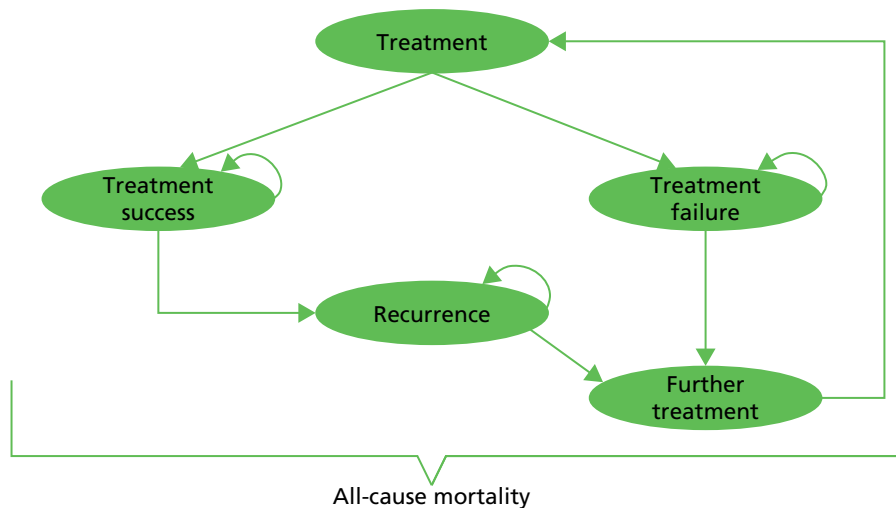 Treatment
Treatment
success
Treatment
failure
Recurrence
Further
treatment
All-cause mortality